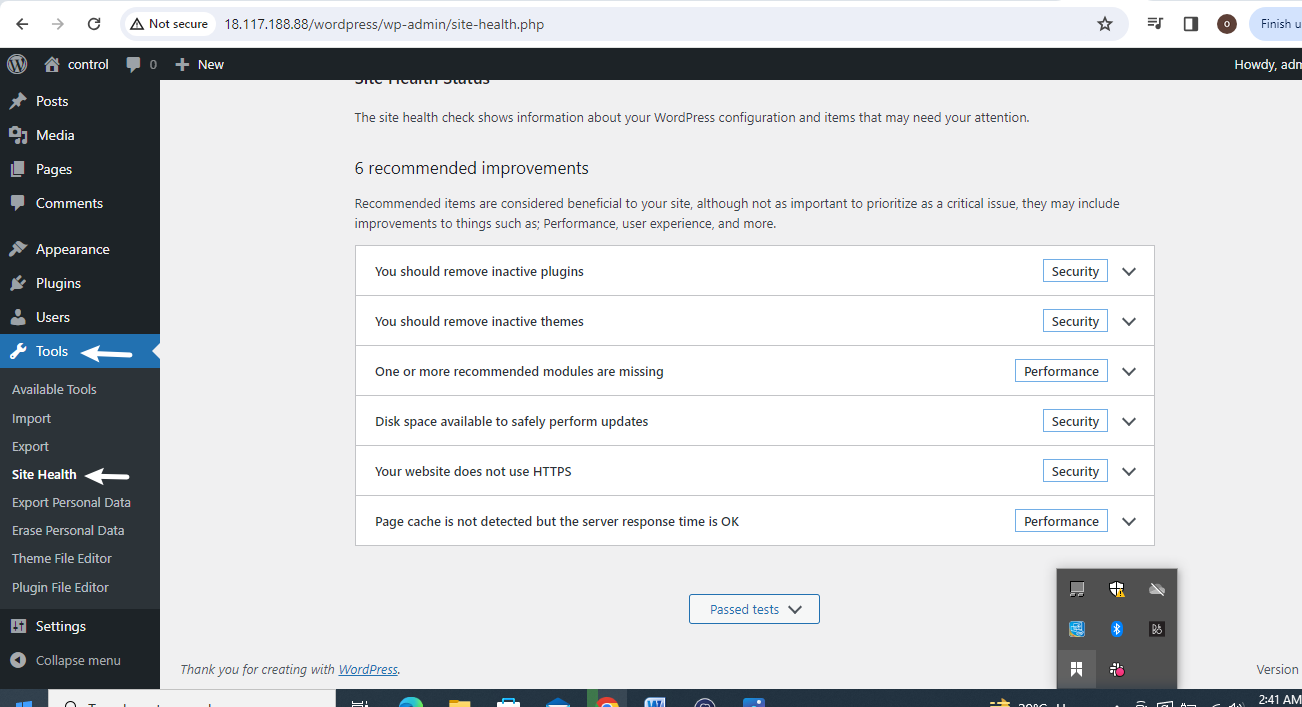 Not secure 18.117.188.88/wordpress/wp-admin/site-health.php
Finish u
control 0 New
Howdy, adm
Posts
Media
Pages
Comments
Appearance
Plugins
Users
Tools
Available Tools
Import
Export
Site Health
Export Personal Data
Erase Personal Data
Theme File Editor
Plugin File Editor
Settings
Collapse menu
Site Health Status
The site health check shows information about your WordPress configuration and items that may need your attention.
6 recommended improvements
Recommended items are considered beneficial to your site, although not as important to prioritize as a critical issue, they may include
improvements to things such as; Performance, user experience, and more.
You should remove inactive plugins Security
You should remove inactive themes Security
One or more recommended modules are missing Performance
Disk space available to safely perform updates Security
Your website does not use HTTPS Security
Page cache is not detected but the server response time is OK Performance
Passed tests
Thank you for creating with WordPress.
Version
2:41 AM